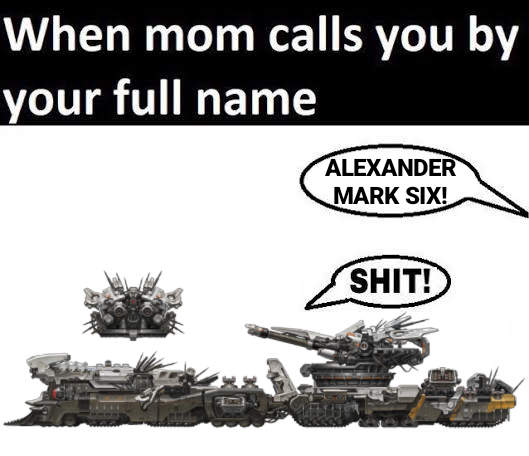 When mom calls you by
your full name
ALEXANDER
MARK SIX!
SHIT!